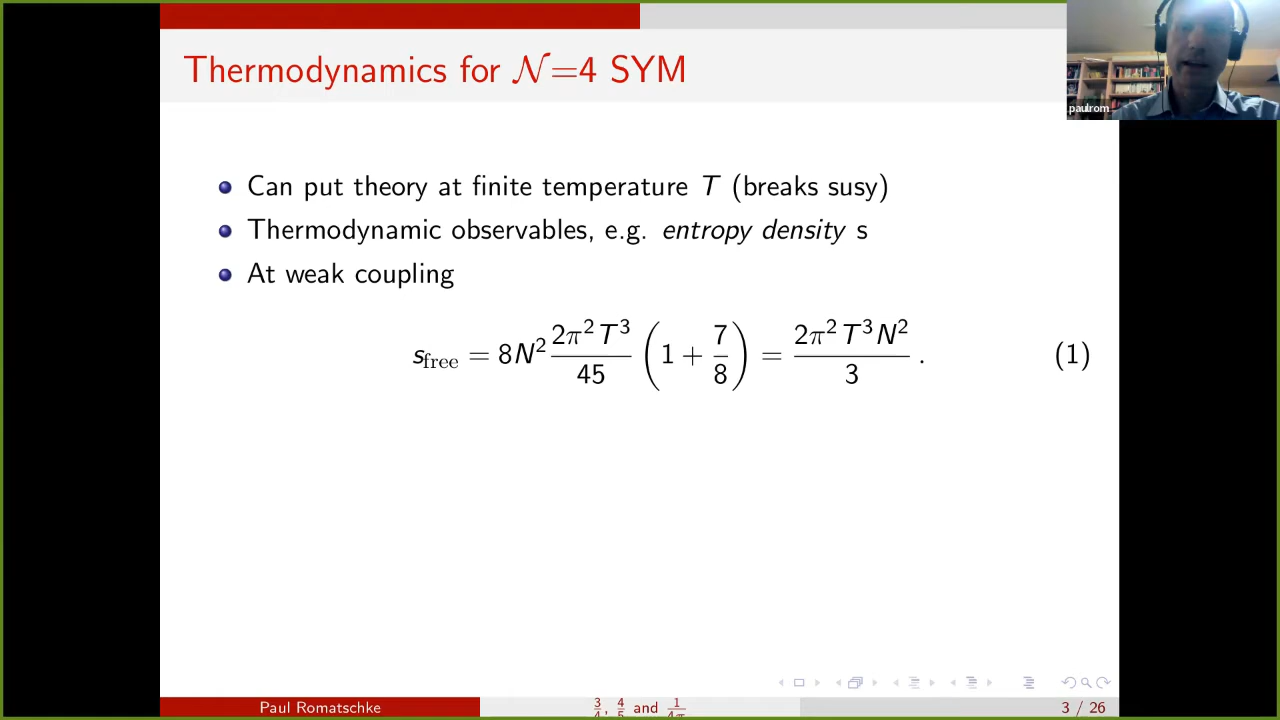 Thermodynamics for 𝒩=4 SYM
paulrom
Can put theory at finite temperature T (breaks susy)
Thermodynamic observables, e.g. entropy density s
At weak coupling
s_free = 8N² 2π²T³/45 (1 + 7/8) = 2π²T³N²/3 . (1)
Paul Romatschke 3/4, 4/5 and 1/4π 3 / 26